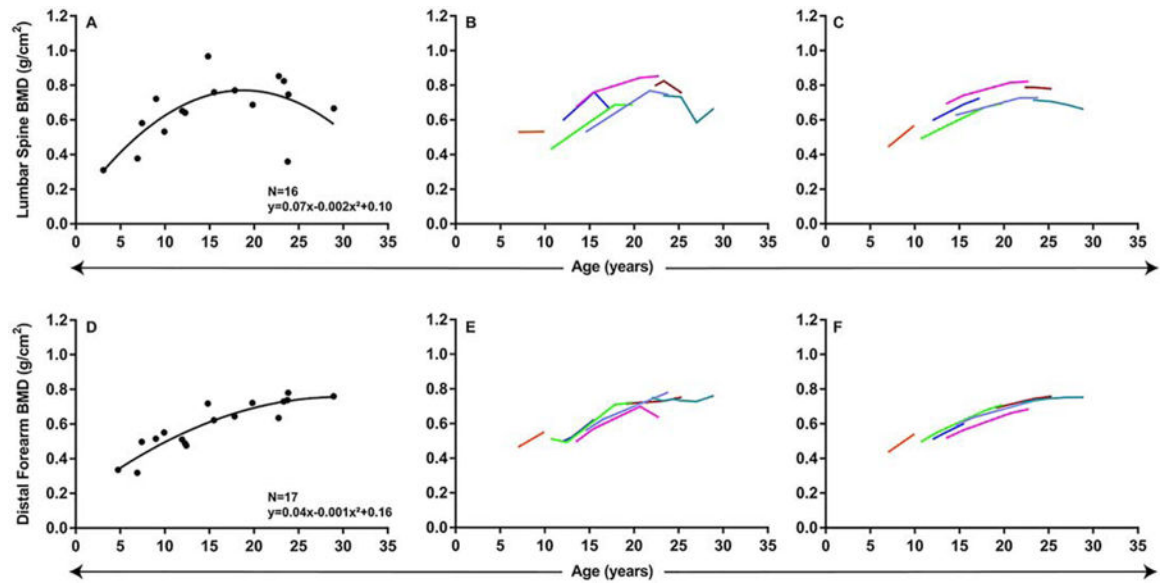 A
B
C
Lumbar Spine BMD (g/cm²)
1.2 1.2 1.2
1.0 1.0 1.0
0.8 0.8 0.8
0.6 0.6 0.6
0.4 0.4 0.4
0.2 0.2 0.2
0.0 0.0 0.0
N=16
y=0.07x-0.002x²+0.10
0 5 10 15 20 25 30 35 0 5 10 15 20 25 30 35 0 5 10 15 20 25 30 35
Age (years)
D
E
F
Distal Forearm BMD (g/cm²)
1.2 1.2 1.2
1.0 1.0 1.0
0.8 0.8 0.8
0.6 0.6 0.6
0.4 0.4 0.4
0.2 0.2 0.2
0.0 0.0 0.0
N=17
y=0.04x-0.001x²+0.16
0 5 10 15 20 25 30 35 0 5 10 15 20 25 30 35 0 5 10 15 20 25 30 35
Age (years)